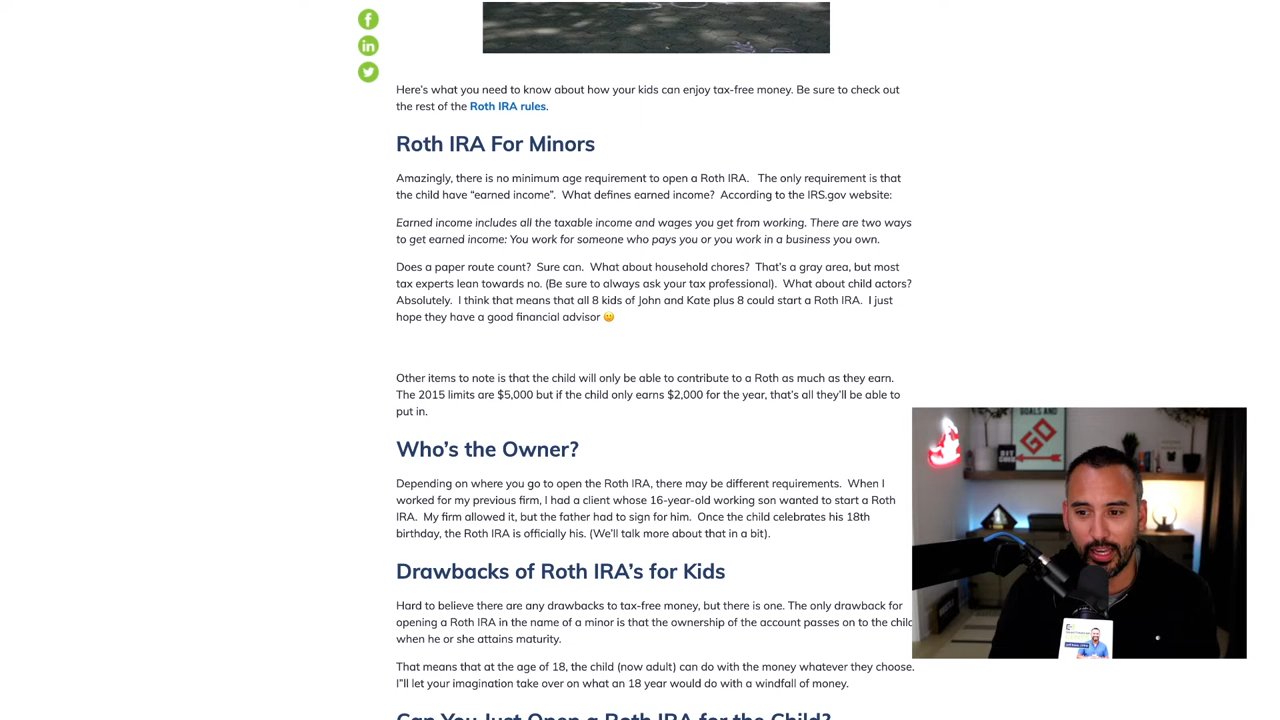 Here's what you need to know about how your kids can enjoy tax-free money. Be sure to check out
the rest of the Roth IRA rules.
Roth IRA For Minors
Amazingly, there is no minimum age requirement to open a Roth IRA.   The only requirement is that
the child have "earned income".  What defines earned income?  According to the IRS.gov website:
Earned income includes all the taxable income and wages you get from working. There are two ways
to get earned income: You work for someone who pays you or you work in a business you own.
Does a paper route count?  Sure can.  What about household chores?  That's a gray area, but most
tax experts lean towards no. (Be sure to always ask your tax professional).  What about child actors?
Absolutely.  I think that means that all 8 kids of John and Kate plus 8 could start a Roth IRA.  I just
hope they have a good financial advisor 🙂
Other items to note is that the child will only be able to contribute to a Roth as much as they earn.
The 2015 limits are $5,000 but if the child only earns $2,000 for the year, that's all they'll be able to
put in.
Who's the Owner?
Depending on where you go to open the Roth IRA, there may be different requirements.  When I
worked for my previous firm, I had a client whose 16-year-old working son wanted to start a Roth
IRA.  My firm allowed it, but the father had to sign for him.  Once the child celebrates his 18th
birthday, the Roth IRA is officially his. (We'll talk more about that in a bit).
Drawbacks of Roth IRA's for Kids
Hard to believe there are any drawbacks to tax-free money, but there is one. The only drawback for
opening a Roth IRA in the name of a minor is that the ownership of the account passes on to the child
when he or she attains maturity.
That means that at the age of 18, the child (now adult) can do with the money whatever they choose.
I"ll let your imagination take over on what an 18 year would do with a windfall of money.
Can You Just Open a Roth IRA for the Child?
GOALS AND
GO